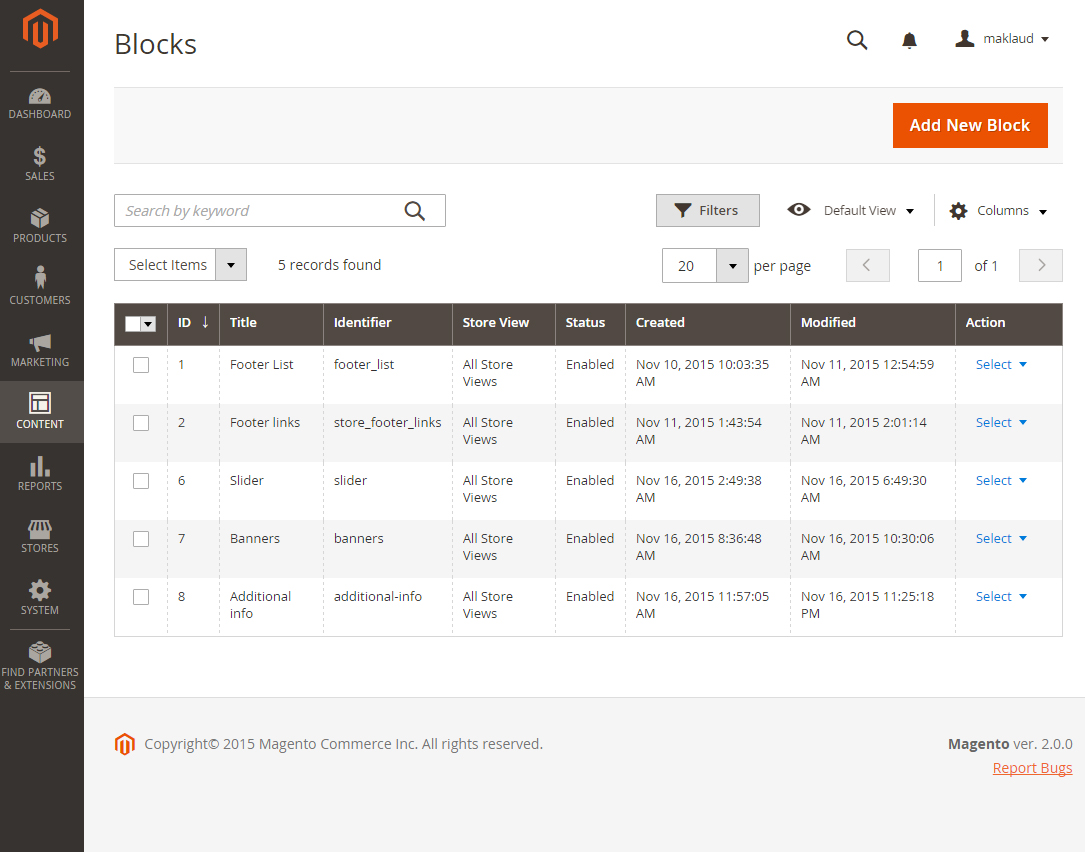 Blocks
maklaud
DASHBOARD
SALES
PRODUCTS
CUSTOMERS
MARKETING
CONTENT
REPORTS
STORES
SYSTEM
FIND PARTNERS
& EXTENSIONS
Add New Block
Search by keyword
Filters
Default View
Columns
Select Items
5 records found
20
per page
1
of 1
ID ↓ Title Identifier Store View Status Created Modified Action
1 Footer List footer_list All Store Enabled Nov 10, 2015 10:03:35 Nov 11, 2015 12:54:59 Select
Views AM AM
2 Footer links store_footer_links All Store Enabled Nov 11, 2015 1:43:54 Nov 11, 2015 2:01:14 Select
Views AM AM
6 Slider slider All Store Enabled Nov 16, 2015 2:49:38 Nov 16, 2015 6:49:30 Select
Views AM AM
7 Banners banners All Store Enabled Nov 16, 2015 8:36:48 Nov 16, 2015 10:30:06 Select
Views AM AM
8 Additional additional-info All Store Enabled Nov 16, 2015 11:57:05 Nov 16, 2015 11:25:18 Select
info Views AM PM
Copyright© 2015 Magento Commerce Inc. All rights reserved.
Magento ver. 2.0.0
Report Bugs